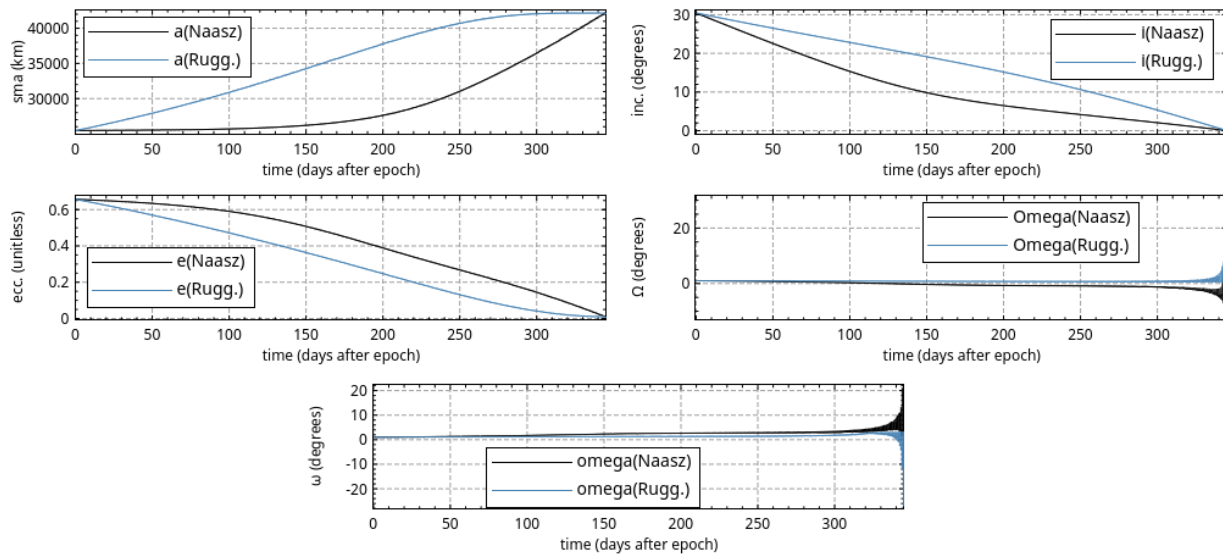 sma (km)
40000
35000
30000
a(Naasz)
a(Rugg.)
0 50 100 150 200 250 300
time (days after epoch)
inc. (degrees)
30
20
10
0
i(Naasz)
i(Rugg.)
0 50 100 150 200 250 300
time (days after epoch)
ecc. (unitless)
0.6
0.4
0.2
0
e(Naasz)
e(Rugg.)
0 50 100 150 200 250 300
time (days after epoch)
Ω (degrees)
20
0
Omega(Naasz)
Omega(Rugg.)
0 50 100 150 200 250 300
time (days after epoch)
ω (degrees)
20
10
0
-10
-20
omega(Naasz)
omega(Rugg.)
0 50 100 150 200 250 300
time (days after epoch)